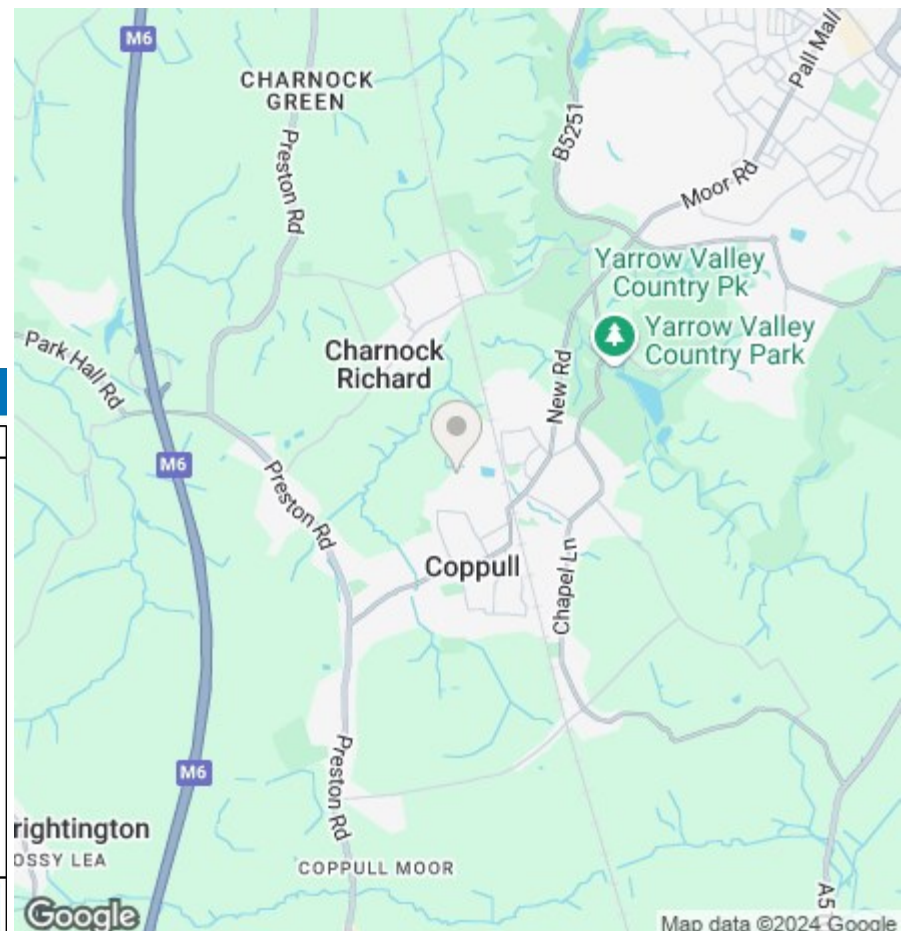 M6
CHARNOCK
GREEN
Preston Rd
B5251
Pall Mall
Moor Rd
Yarrow Valley
Country Pk
Yarrow Valley
Country Park
Park Hall Rd
Charnock
Richard
New Rd
M6
Preston Rd
Coppull
Chapel Ln
M6
Preston Rd
rightington
OSSY LEA
COPPULL MOOR
A5
Google
Map data ©2024 Google